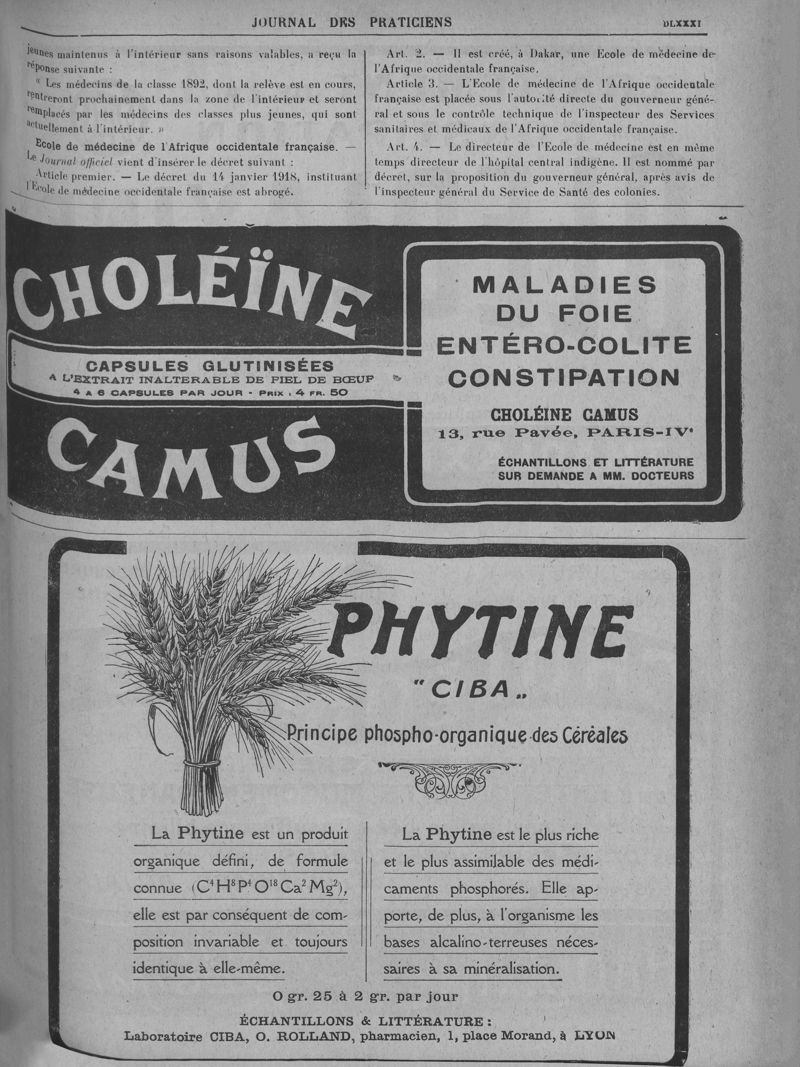 JOURNAL DES PRATICIENS
DLXXXI
jeunes maintenus à l'intérieur sans raisons valables, a reçu la
réponse suivante :
« Les médecins de la classe 1892, dont la relève est en cours,
rentreront prochainement dans la zone de l'intérieur et seront
remplacés par les médecins des classes plus jeunes, qui sont
actuellement à l'intérieur. »
Ecole de médecine de l'Afrique occidentale française. —
Le Journal officiel vient d'insérer le décret suivant :
Article premier. — Le décret du 14 janvier 1918, instituant
l'Ecole de médecine occidentale française est abrogé.
Art. 2. — Il est créé, à Dakar, une Ecole de médecine de
l'Afrique occidentale française.
Article 3. — L'Ecole de médecine de l'Afrique occidentale
française est placée sous l'autorité directe du gouverneur géné-
ral et sous le contrôle technique de l'inspecteur des Services
sanitaires et médicaux de l'Afrique occidentale française.
Art. 4. — Le directeur de l'Ecole de médecine est en même
temps directeur de l'hôpital central indigène. Il est nommé par
décret, sur la proposition du gouverneur général, après avis de
l'inspecteur général du Service de Santé des colonies.
CHOLÉÏNE
CAPSULES GLUTINISÉES
A L'EXTRAIT INALTERABLE DE FIEL DE BŒUF
4 A 6 CAPSULES PAR JOUR - PRIX : 4 FR. 50
CAMUS
MALADIES
DU FOIE
ENTÉRO-COLITE
CONSTIPATION
CHOLÉINE CAMUS
13, rue Pavée, PARIS-IVe
ÉCHANTILLONS ET LITTÉRATURE
SUR DEMANDE A MM. DOCTEURS
PHYTINE
"CIBA„
Principe phospho-organique des Céréales
La Phytine est un produit
organique défini, de formule
connue (C⁴H⁸P⁴O¹⁸Ca²Mg²),
elle est par conséquent de com-
position invariable et toujours
identique à elle-même.
La Phytine est le plus riche
et le plus assimilable des médi-
caments phosphorés. Elle ap-
porte, de plus, à l'organisme les
bases alcalino-terreuses néces-
saires à sa minéralisation.
0 gr. 25 à 2 gr. par jour
ÉCHANTILLONS & LITTÉRATURE :
Laboratoire CIBA, O. ROLLAND, pharmacien, 1, place Morand, à LYON